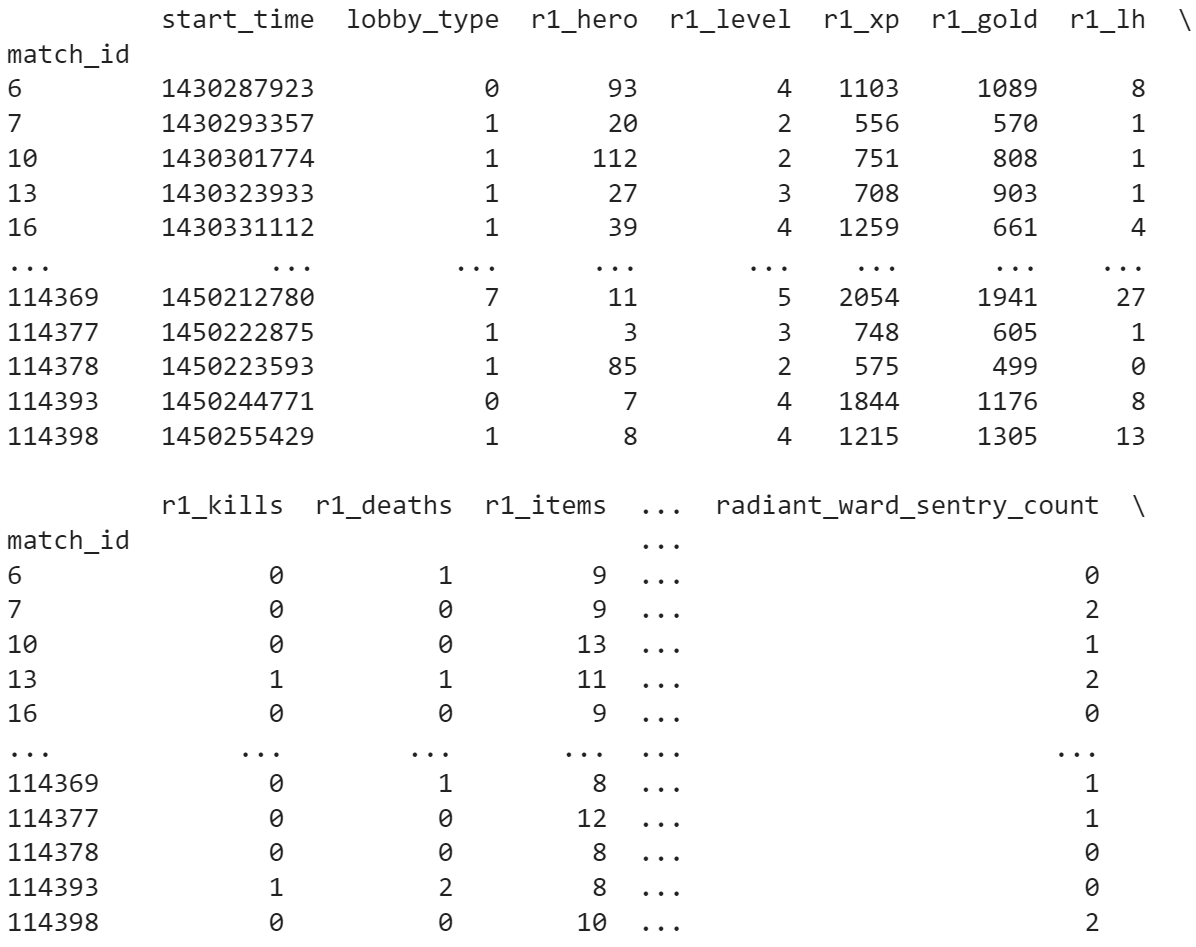 start_time  lobby_type  r1_hero  r1_level  r1_xp  r1_gold  r1_lh  \
match_id
6           1430287923           0       93         4   1103     1089      8
7           1430293357           1       20         2    556      570      1
10          1430301774           1      112         2    751      808      1
13          1430323933           1       27         3    708      903      1
16          1430331112           1       39         4   1259      661      4
...                ...         ...      ...       ...    ...      ...    ...
114369      1450212780           7       11         5   2054     1941     27
114377      1450222875           1        3         3    748      605      1
114378      1450223593           1       85         2    575      499      0
114393      1450244771           0        7         4   1844     1176      8
114398      1450255429           1        8         4   1215     1305     13

          r1_kills  r1_deaths  r1_items  ...  radiant_ward_sentry_count  \
match_id                                 ...
6                0          1         9  ...                          0
7                0          0         9  ...                          2
10               0          0        13  ...                          1
13               1          1        11  ...                          2
16               0          0         9  ...                          0
...            ...        ...       ...  ...                        ...
114369           0          1         8  ...                          1
114377           0          0        12  ...                          1
114378           0          0         8  ...                          0
114393           1          2         8  ...                          0
114398           0          0        10  ...                          2